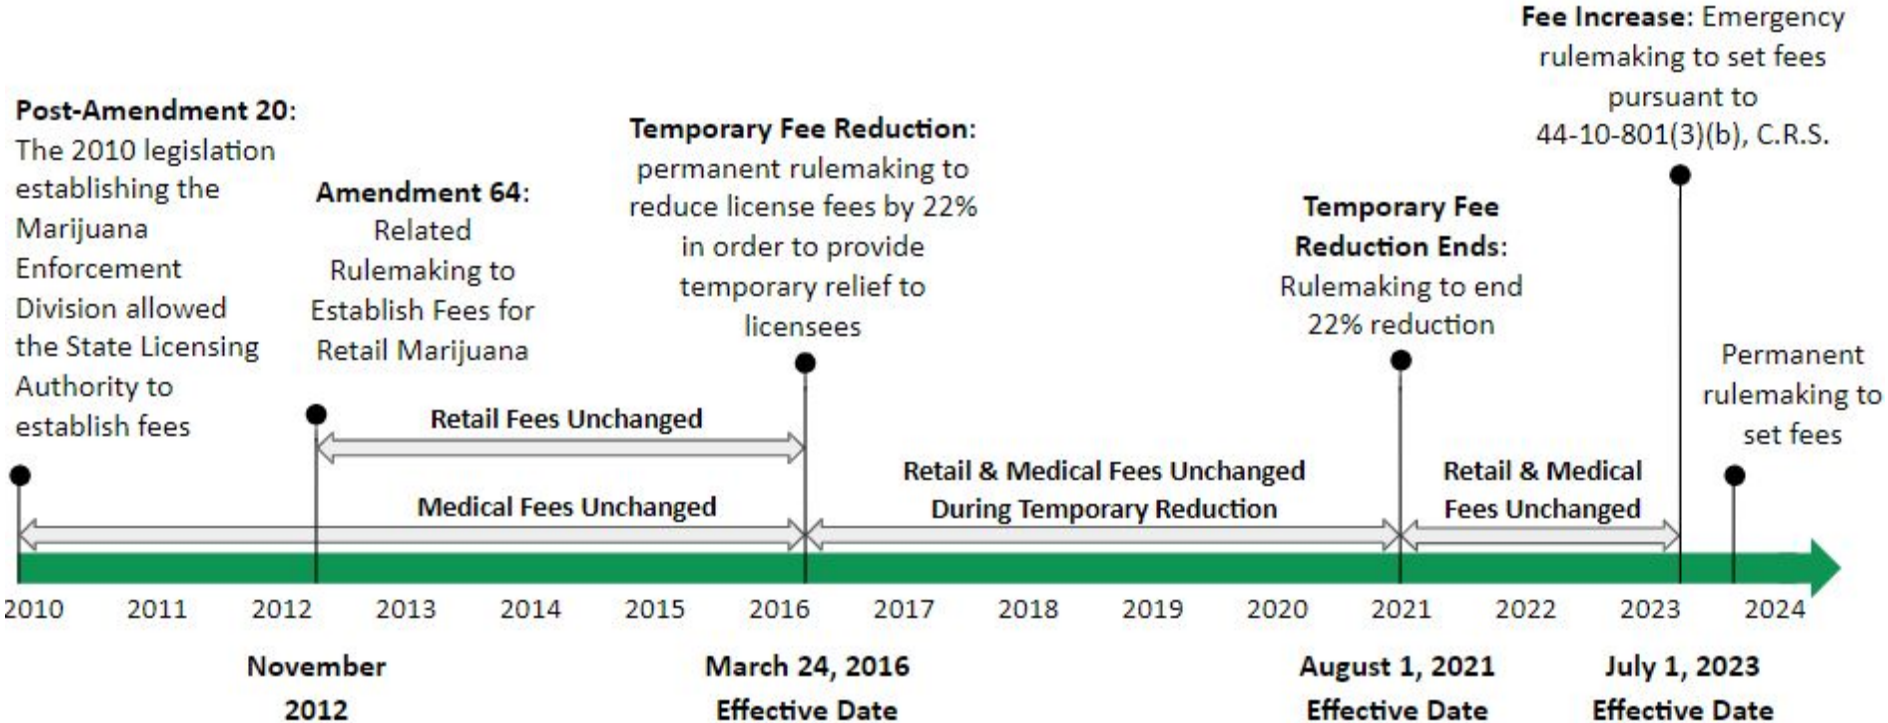 Post-Amendment 20:
The 2010 legislation
establishing the
Marijuana
Enforcement
Division allowed
the State Licensing
Authority to
establish fees
Amendment 64:
Related
Rulemaking to
Establish Fees for
Retail Marijuana
Temporary Fee Reduction:
permanent rulemaking to
reduce license fees by 22%
in order to provide
temporary relief to
licensees
Temporary Fee
Reduction Ends:
Rulemaking to end
22% reduction
Fee Increase: Emergency
rulemaking to set fees
pursuant to
44-10-801(3)(b), C.R.S.
Permanent
rulemaking to
set fees
Retail Fees Unchanged
Medical Fees Unchanged
Retail & Medical Fees Unchanged
During Temporary Reduction
Retail & Medical
Fees Unchanged
2010 2011 2012 2013 2014 2015 2016 2017 2018 2019 2020 2021 2022 2023 2024
November
2012
March 24, 2016
Effective Date
August 1, 2021
Effective Date
July 1, 2023
Effective Date